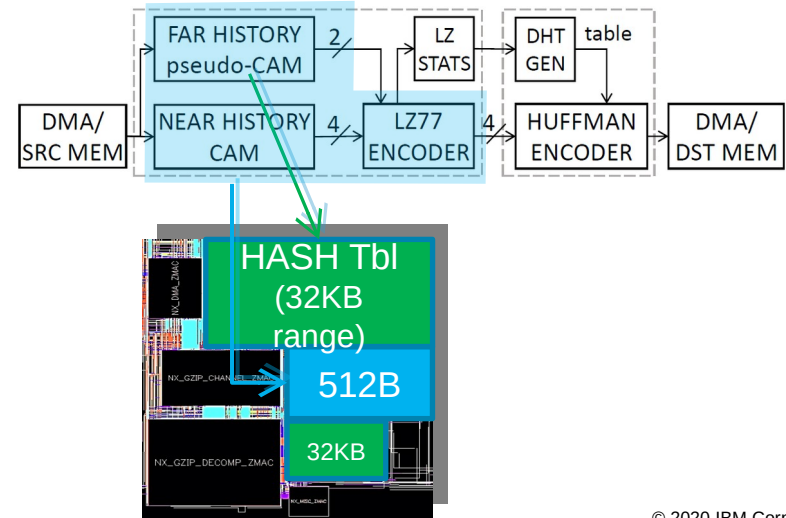 FAR HISTORY
pseudo-CAM
2
LZ
STATS
DHT
GEN
table
DMA/
SRC MEM
NEAR HISTORY
CAM
4
LZ77
ENCODER
4
HUFFMAN
ENCODER
DMA/
DST MEM
HASH Tbl
(32KB
range)
NX_DMA_ZMAC
NX_GZIP_CHANNEL_ZMAC
512B
NX_GZIP_DECOMP_ZMAC
32KB
NX_MISC_ZMAC
© 2020 IBM Corp